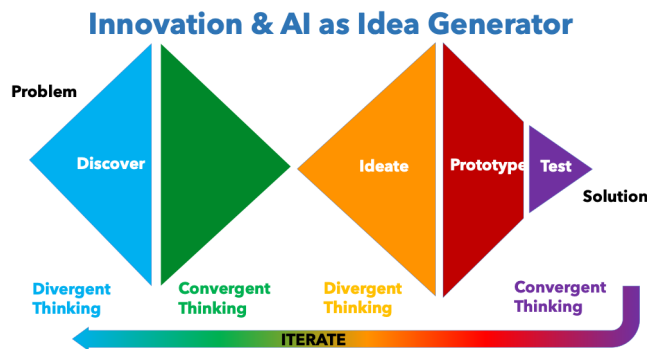 Innovation & AI as Idea Generator
Problem
Discover
Ideate
Prototype
Test
Solution
Divergent
Thinking
Convergent
Thinking
Divergent
Thinking
Convergent
Thinking
ITERATE